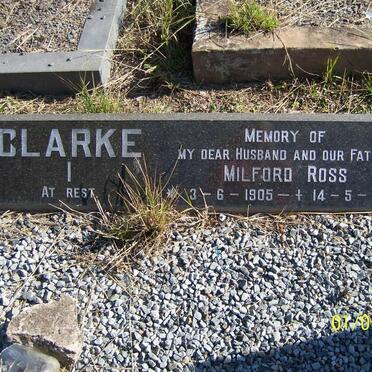 CLARKE
I
AT REST
MEMORY OF
MY DEAR HUSBAND AND OUR FAT
MILFORD ROSS
* 3-6-1905-+ 14-5-
01-0